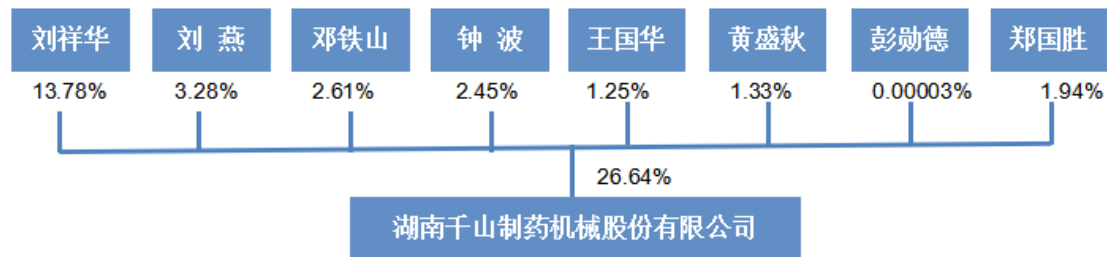 刘祥华 刘 燕 邓铁山 钟 波 王国华 黄盛秋 彭勋德 郑国胜
13.78% 3.28% 2.61% 2.45% 1.25% 1.33% 0.00003% 1.94%
26.64%
湖南千山制药机械股份有限公司